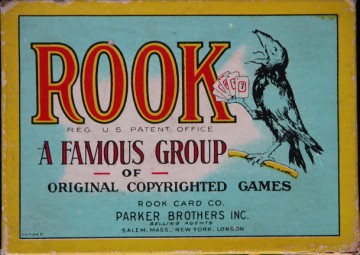 ROOK
REG. U.S. PATENT OFFICE
A FAMOUS GROUP
— OF —
ORIGINAL COPYRIGHTED GAMES
ROOK CARD CO.
PARKER BROTHERS INC.
SELLING AGENTS
SALEM, MASS., NEW YORK, LONDON